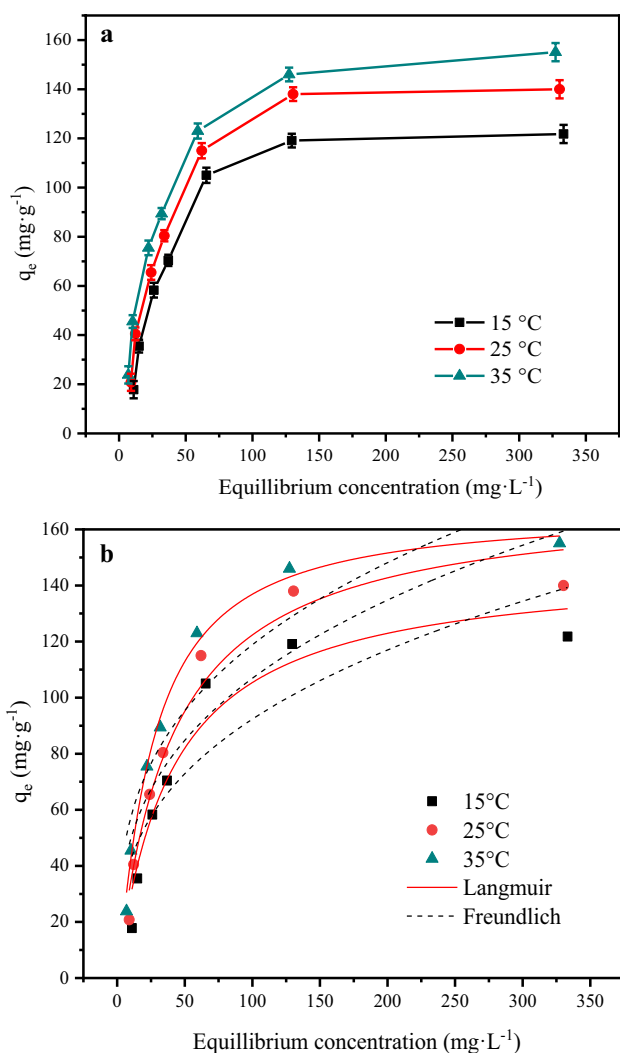 a
160
140
120
100
80
60
40
20
0
qe (mg·g-1)
15 °C
25 °C
35 °C
0 50 100 150 200 250 300 350
Equillibrium concentration (mg·L-1)
b
160
140
120
100
80
60
40
20
0
qe (mg·g-1)
15°C
25°C
35°C
Langmuir
Freundlich
0 50 100 150 200 250 300 350
Equillibrium concentration (mg·L-1)